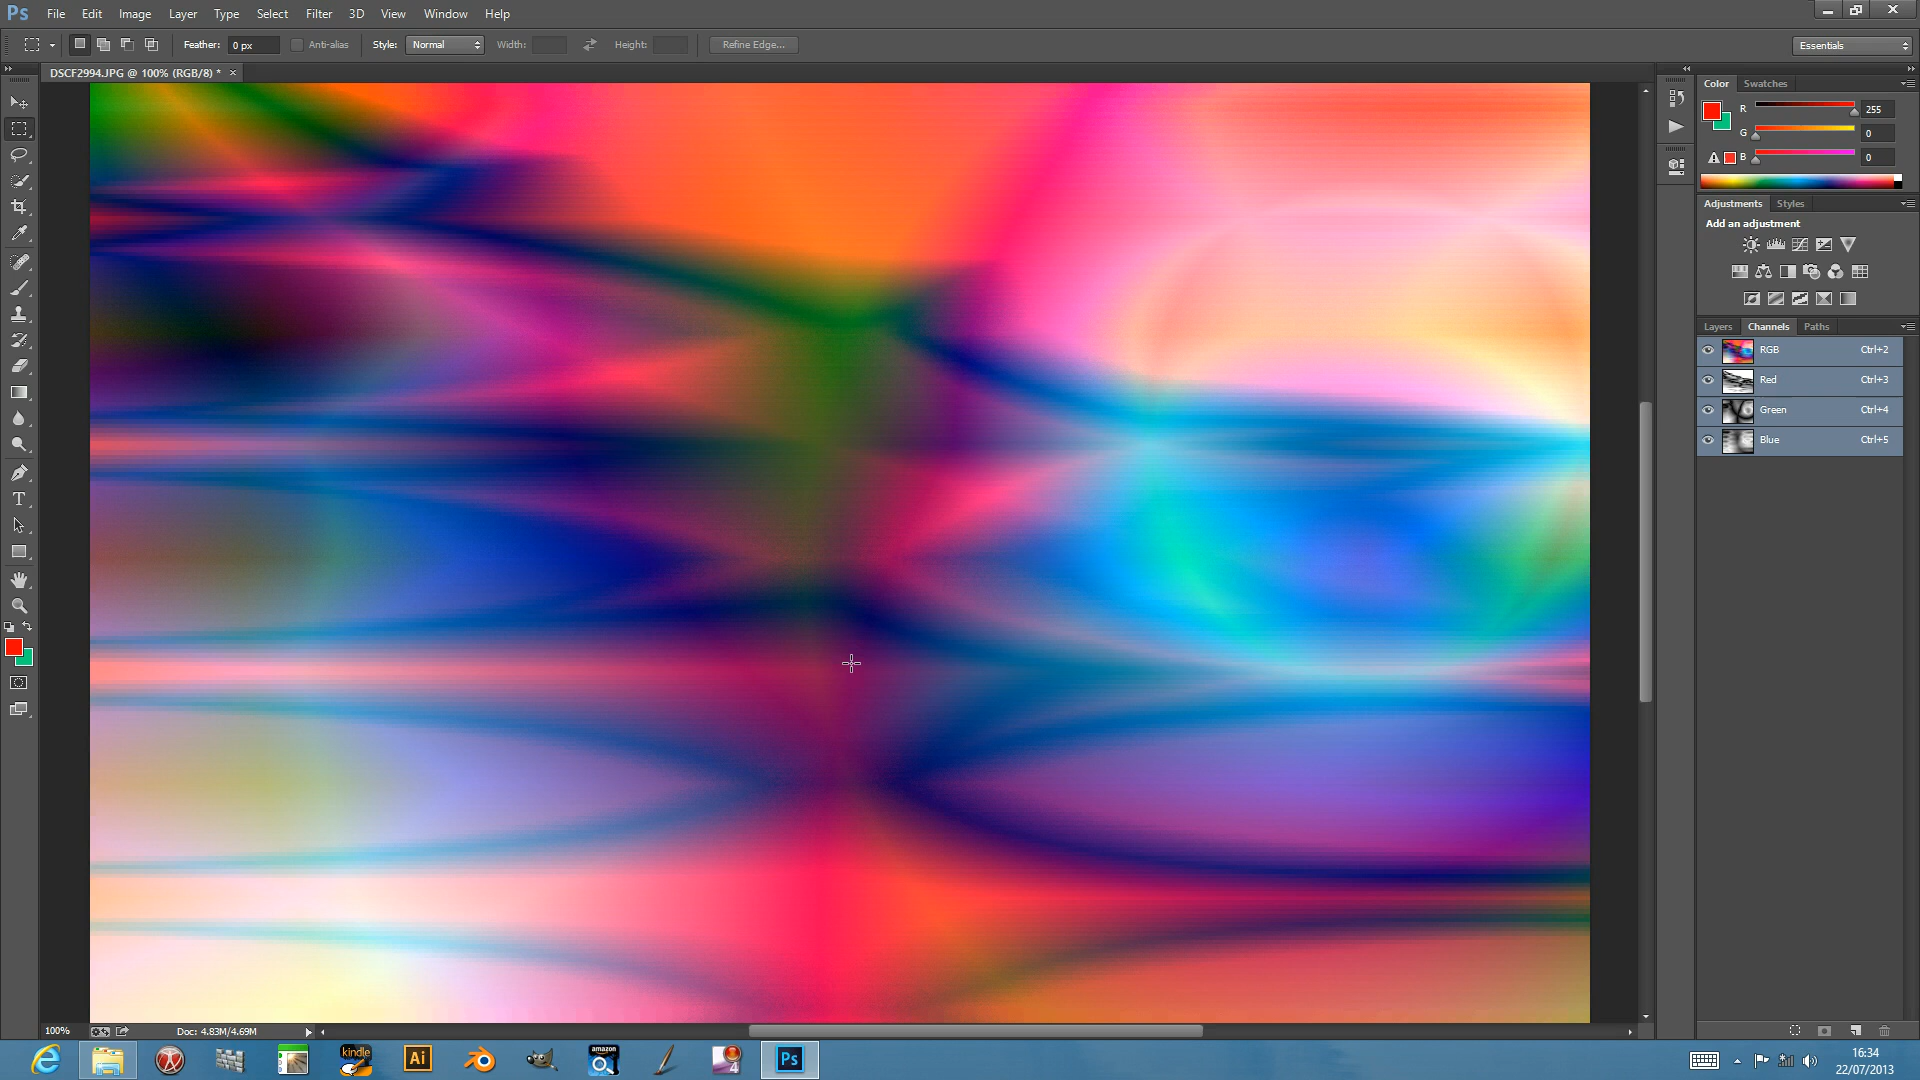 Ps File Edit Image Layer Type Select Filter 3D View Window Help
Feather: 0 px Anti-alias Style: Normal Width: Height: Refine Edge... Essentials
DSCF2994.JPG @ 100% (RGB/8) * ×
Color Swatches
R 255
G 0
B 0
Adjustments Styles
Add an adjustment
Layers Channels Paths
RGB Ctrl+2
Red Ctrl+3
Green Ctrl+4
Blue Ctrl+5
T
100% Doc: 4.83M/4.69M
kindle Ai amazon 4 Ps
16:34
22/07/2013